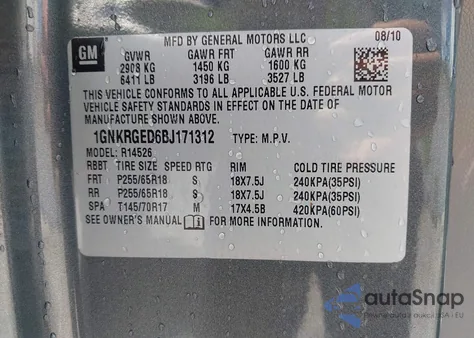 GM
MFD BY GENERAL MOTORS LLC 08/10
GVWR GAWR FRT GAWR RR
2908 KG 1450 KG 1600 KG
6411 LB 3196 LB 3527 LB
THIS VEHICLE CONFORMS TO ALL APPLICABLE U.S. FEDERAL MOTOR
VEHICLE SAFETY STANDARDS IN EFFECT ON THE DATE OF
MANUFACTURE SHOWN ABOVE.
1GNKRGED6BJ171312 TYPE: M.P.V.
MODEL: R14526
RBBT TIRE SIZE SPEED RTG RIM COLD TIRE PRESSURE
FRT P255/65R18 S 18X7.5J 240KPA(35PSI)
RR P255/65R18 S 18X7.5J 240KPA(35PSI)
SPA T145/70R17 M 17X4.5B 420KPA(60PSI)
SEE OWNER'S MANUAL FOR MORE INFORMATION
autaSnap